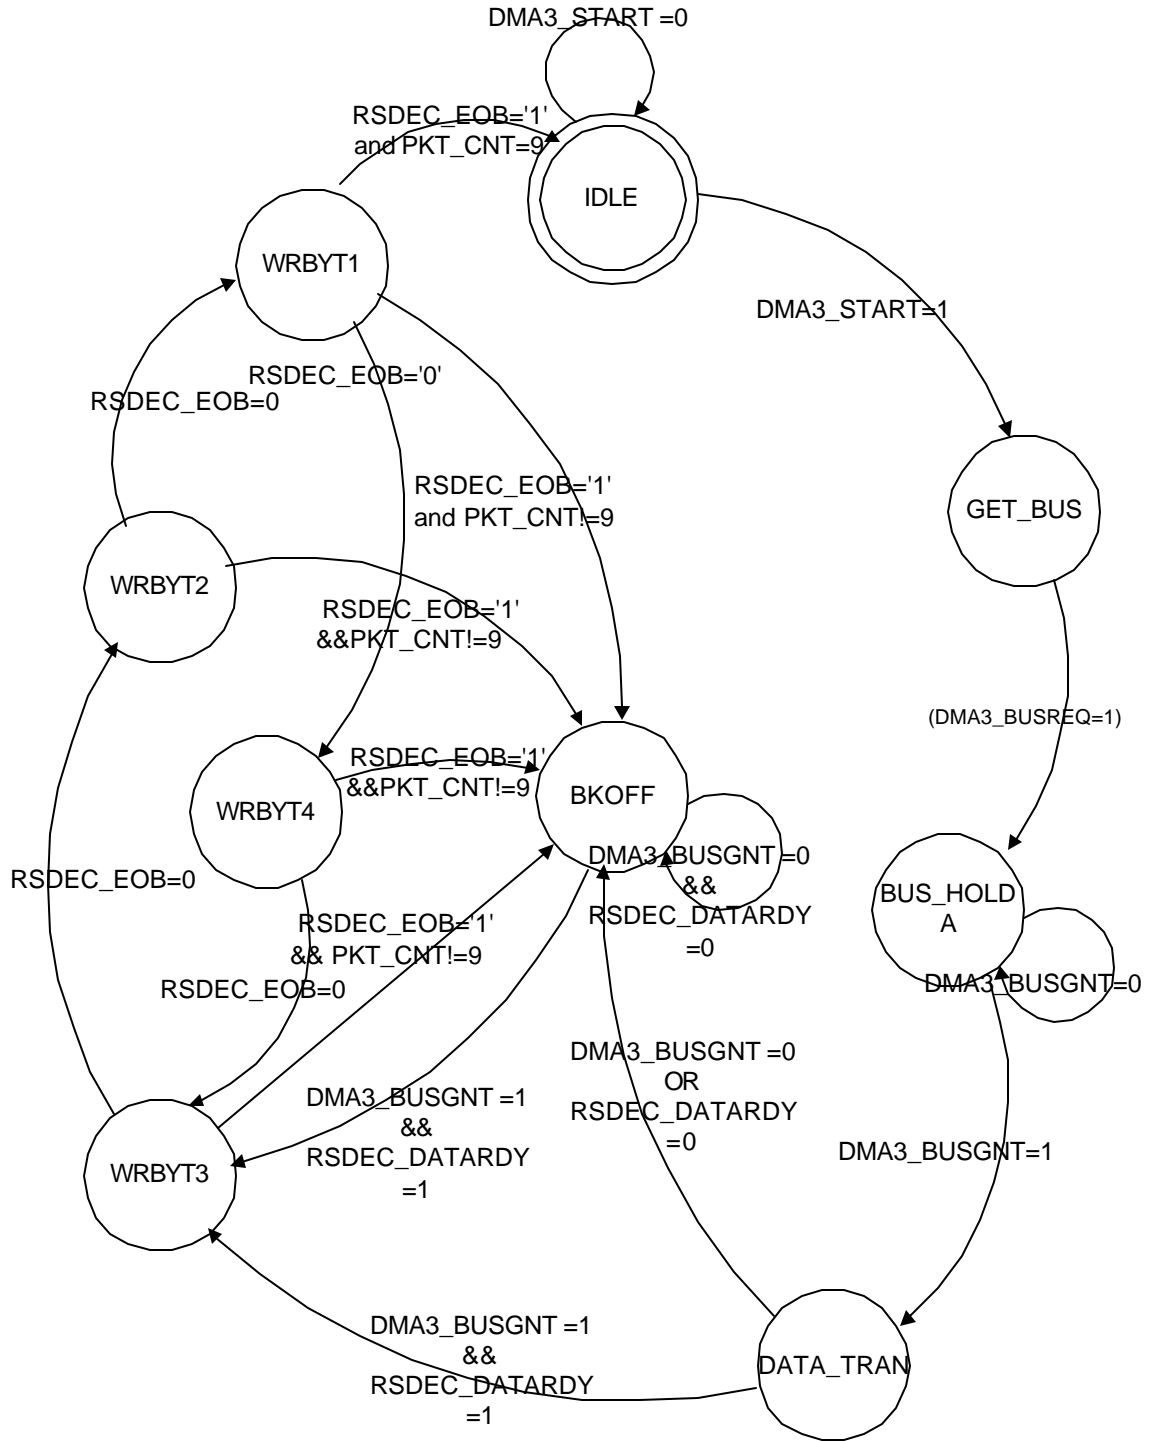 DMA3_START =0
RSDEC_EOB='1'
and PKT_CNT=9
IDLE
WRBYT1
DMA3_START=1
RSDEC_EOB='0'
RSDEC_EOB=0
RSDEC_EOB='1'
and PKT_CNT!=9
GET_BUS
WRBYT2
RSDEC_EOB='1'
&&PKT_CNT!=9
(DMA3_BUSREQ=1)
RSDEC_EOB='1'
&&PKT_CNT!=9
BKOFF
WRBYT4
DMA3_BUSGNT =0
&&
RSDEC_DATARDY
=0
RSDEC_EOB=0
BUS_HOLD
A
RSDEC_EOB='1'
&& PKT_CNT!=9
RSDEC_EOB=0
DMA3_BUSGNT=0
DMA3_BUSGNT =0
OR
RSDEC_DATARDY
=0
DMA3_BUSGNT =1
&&
RSDEC_DATARDY
=1
DMA3_BUSGNT=1
WRBYT3
DMA3_BUSGNT =1
&&
RSDEC_DATARDY
=1
DATA_TRAN